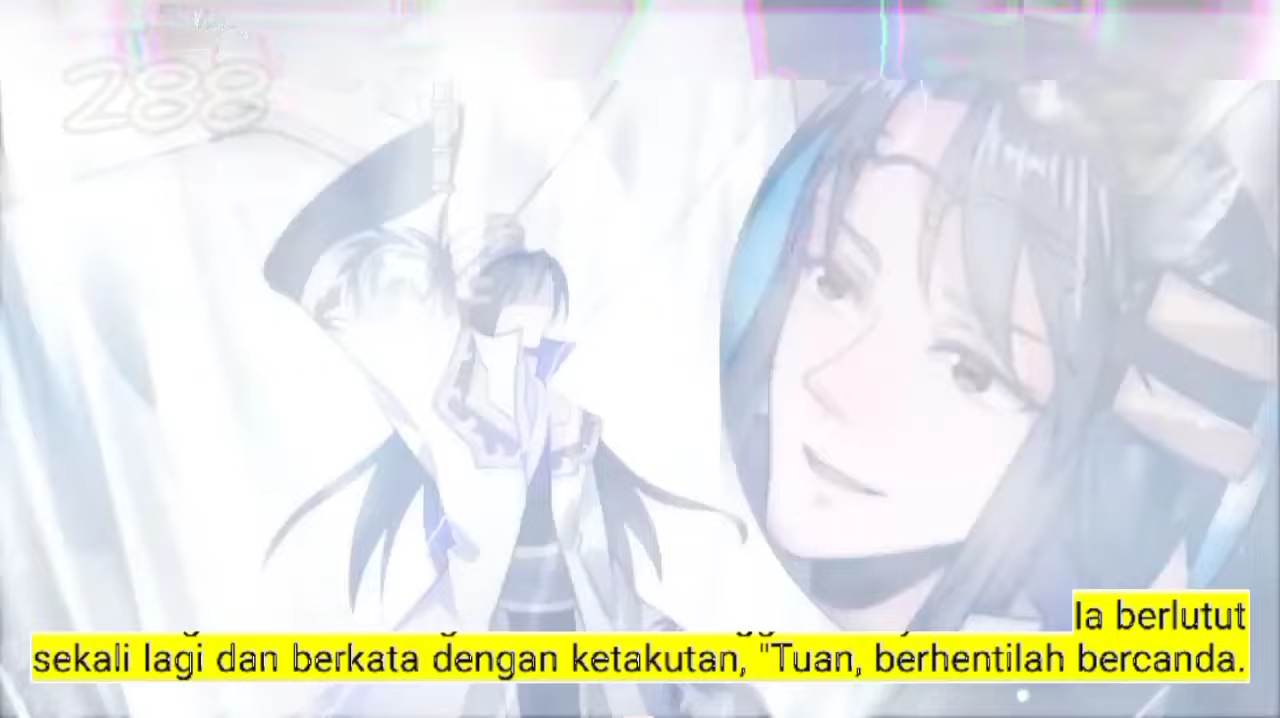 288
Ia berlutut
sekali lagi dan berkata dengan ketakutan, "Tuan, berhentilah bercanda.